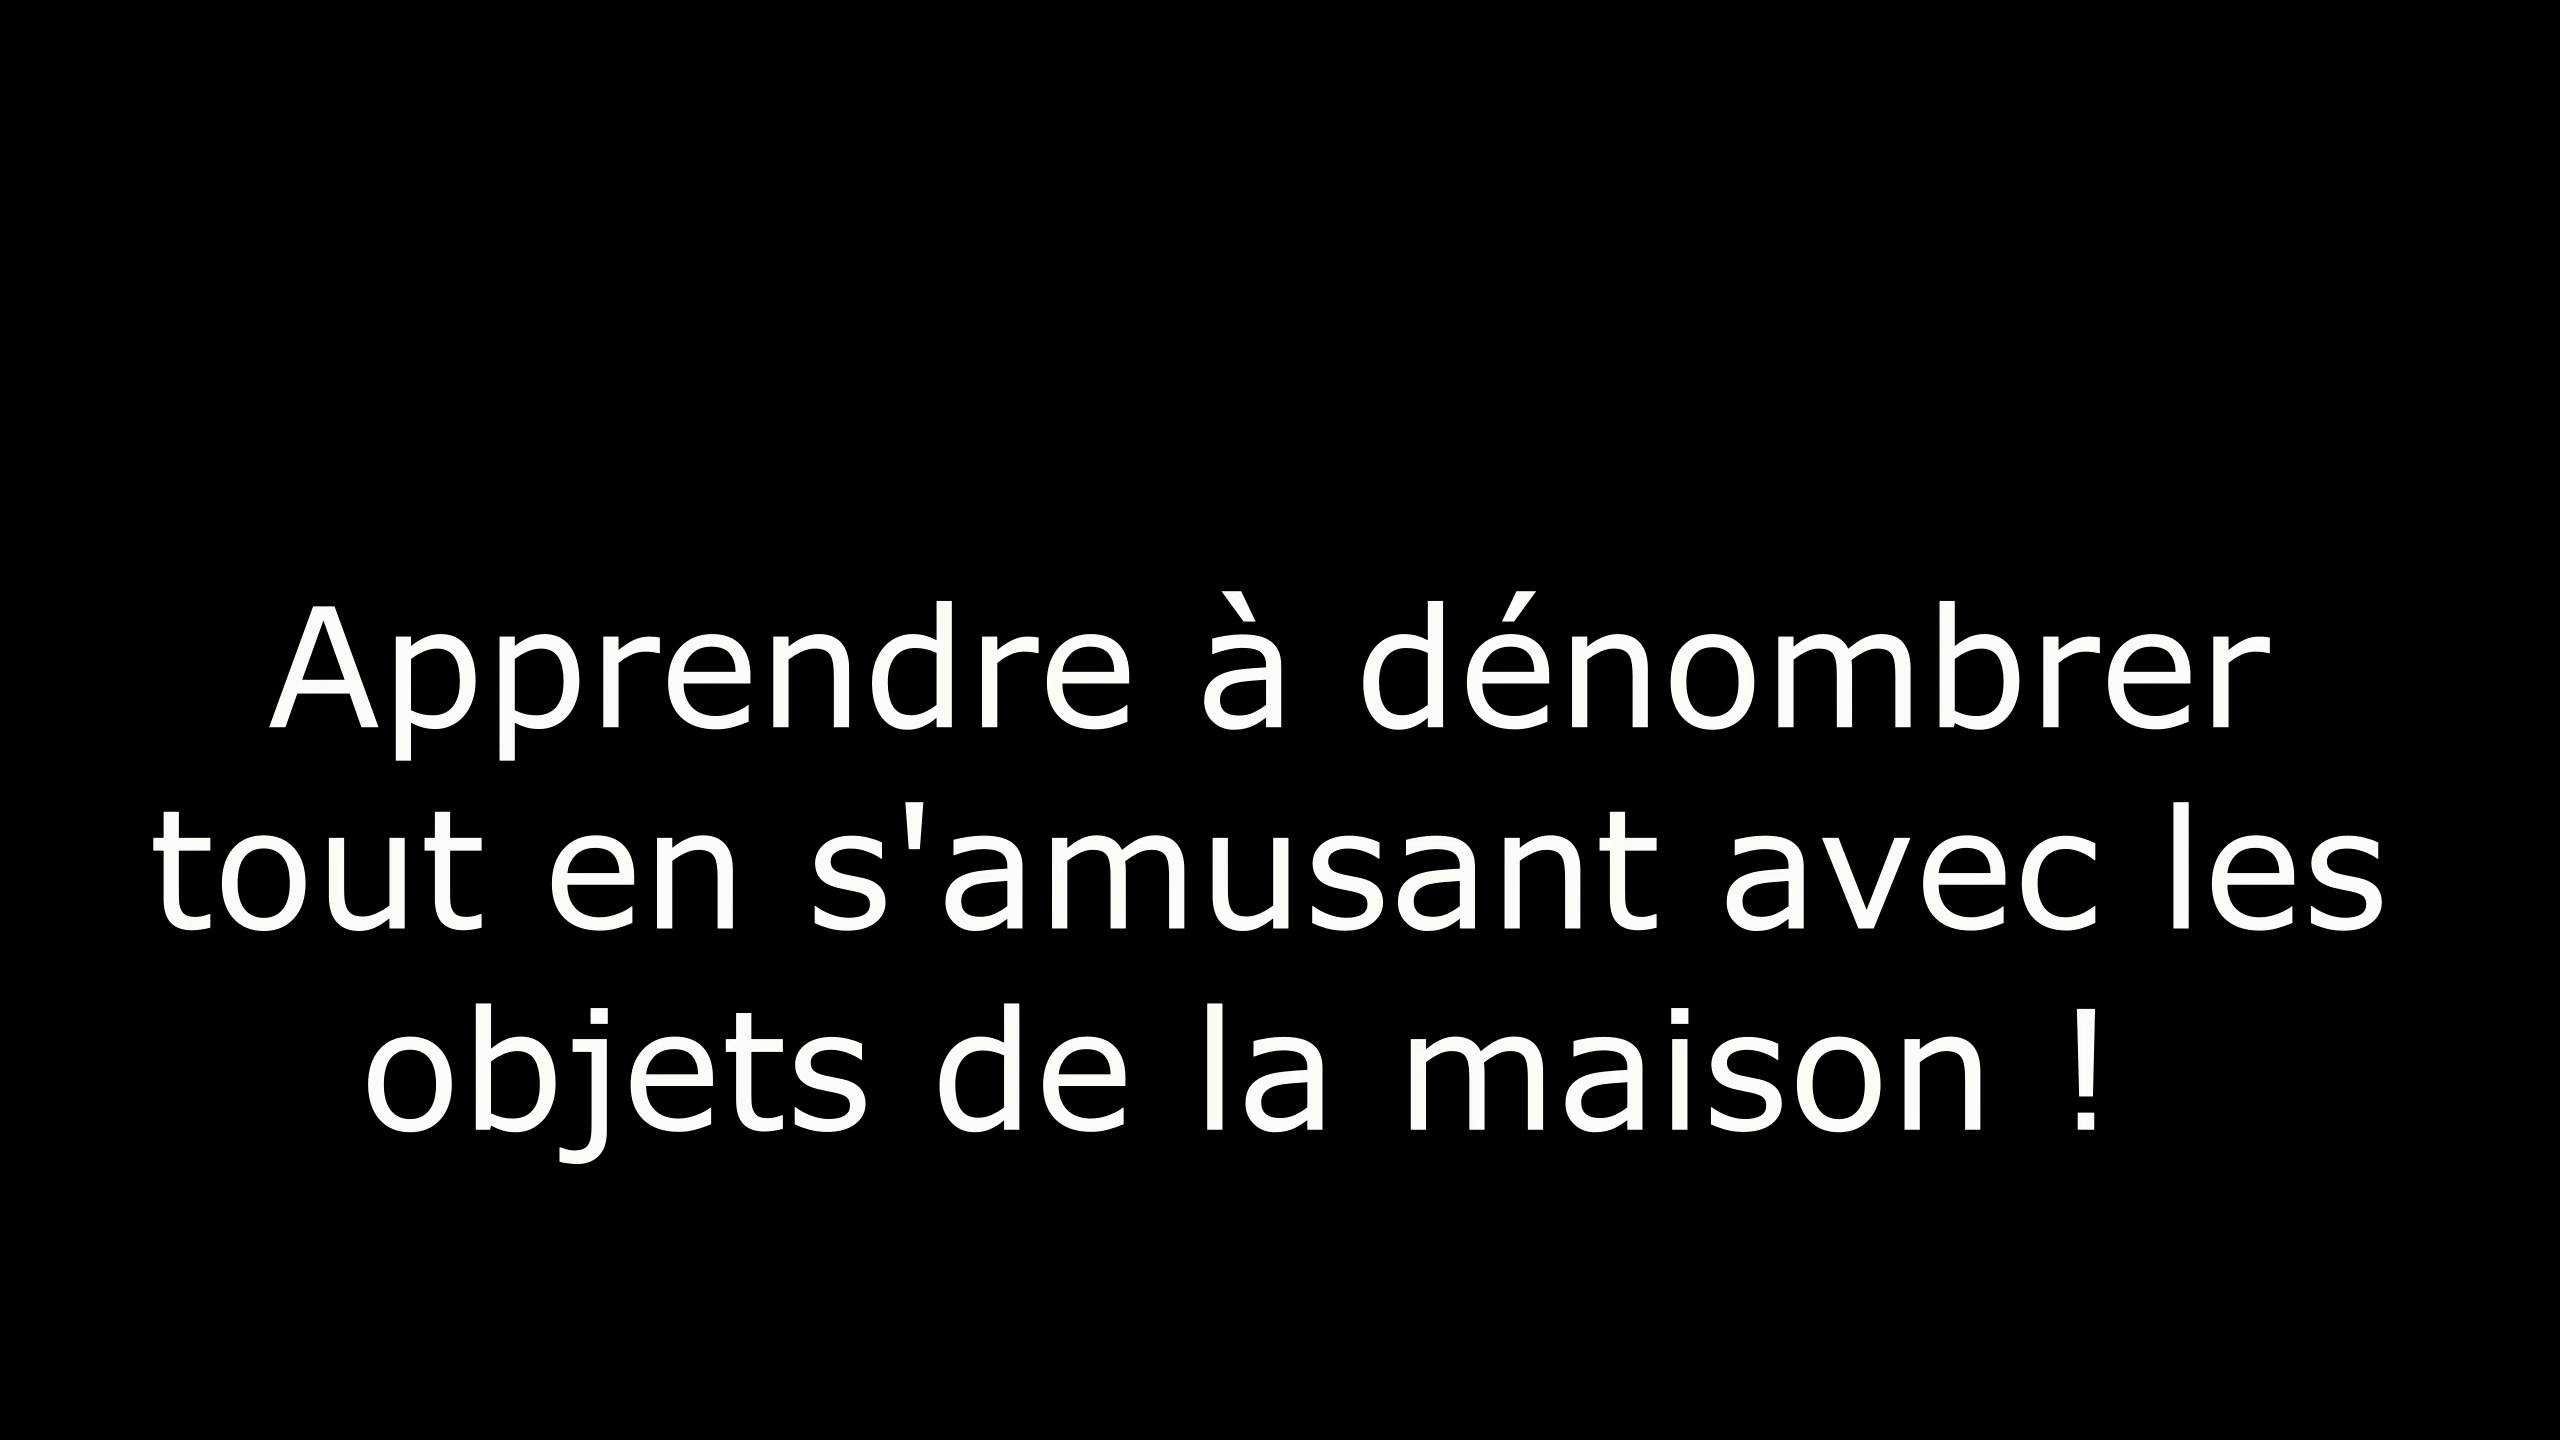 Apprendre à dénombrer
tout en s'amusant avec les
objets de la maison !